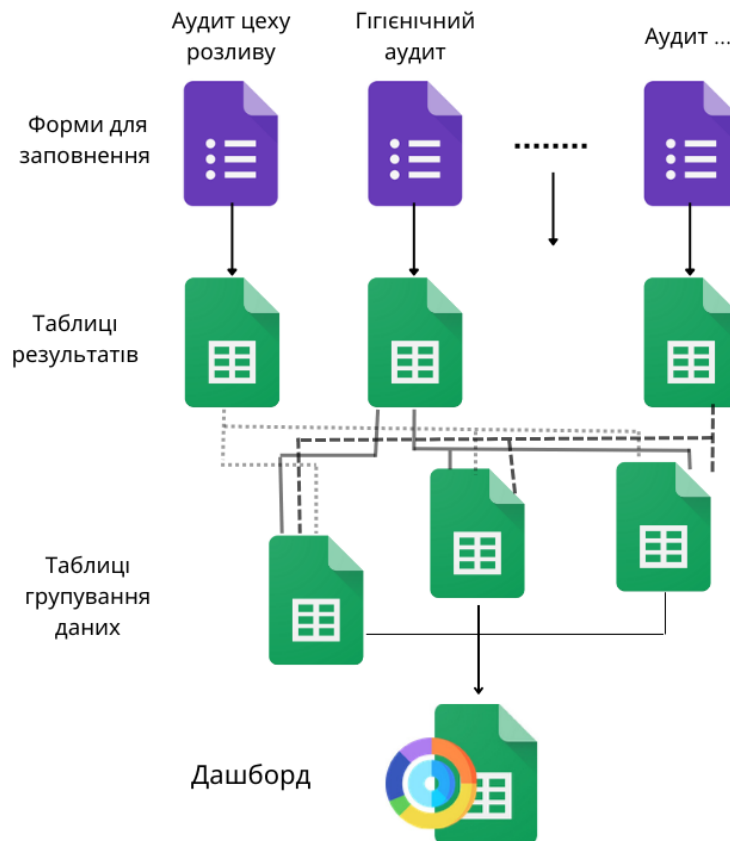 Аудит цеху
розливу
Гігієнічний
аудит
Аудит ...
Форми для
заповнення
Таблиці
результатів
Таблиці
групування
даних
Дашборд